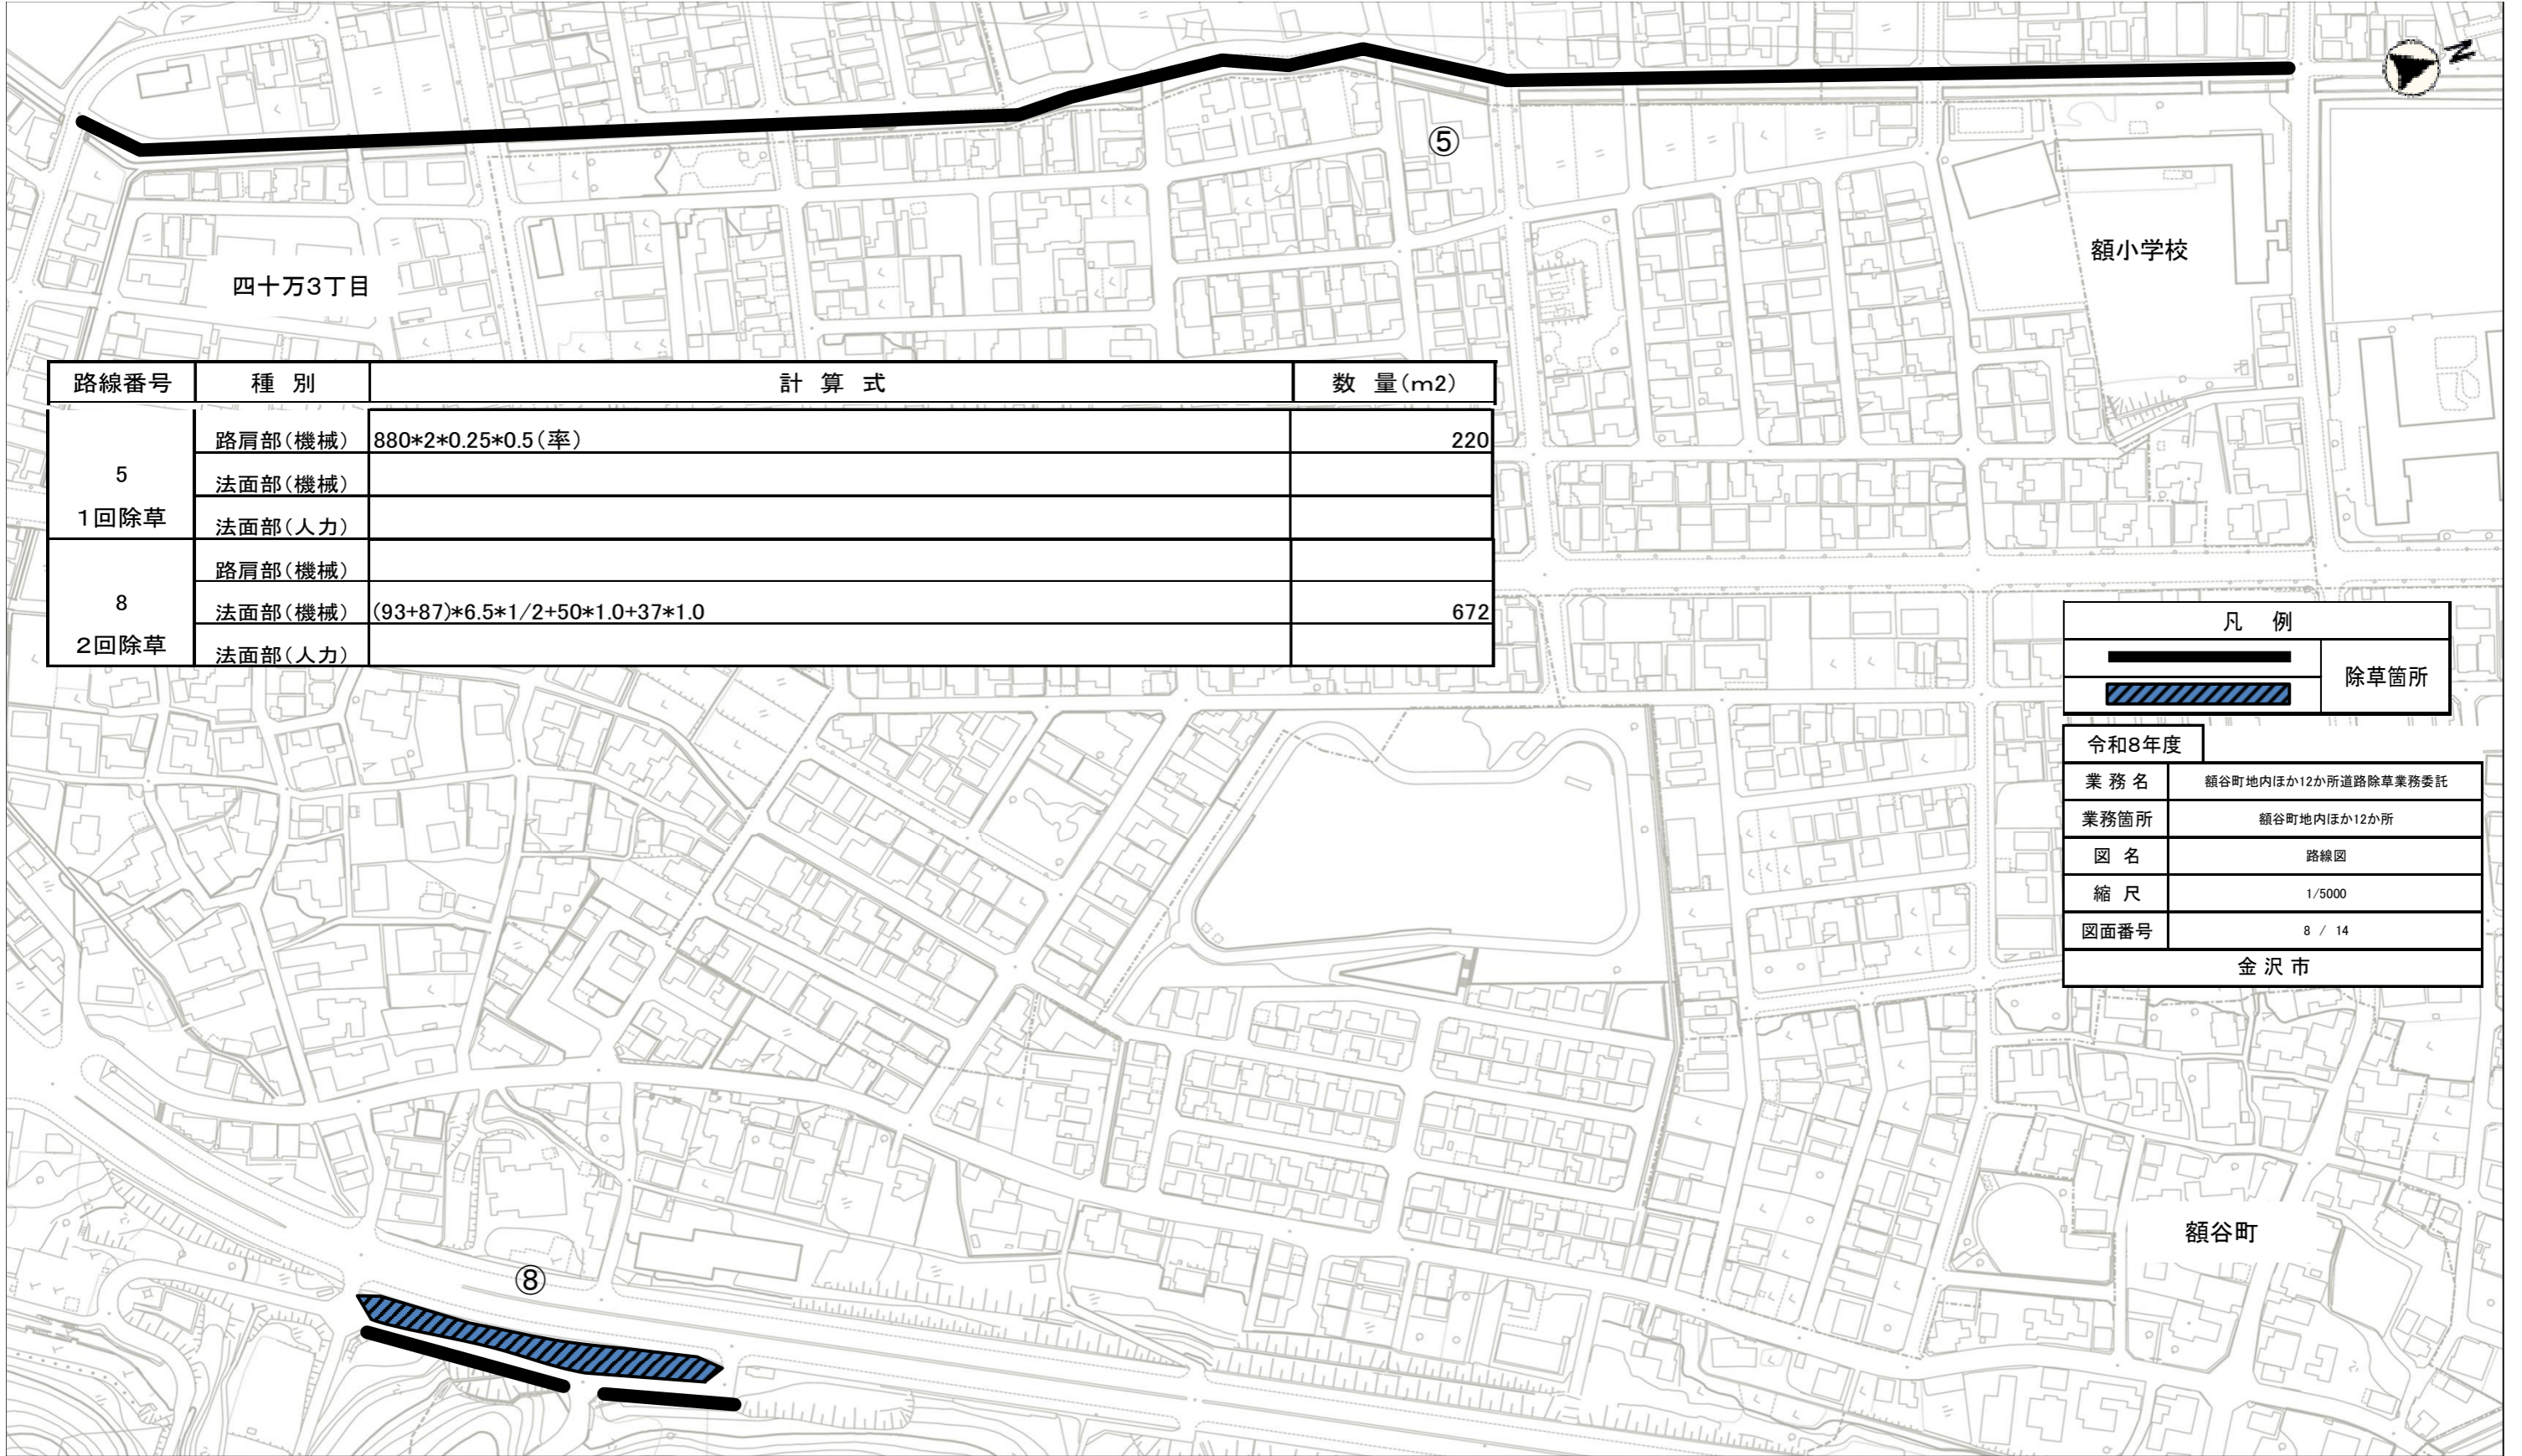 N
⑤
額小学校
四十万3丁目
路線番号 種 別 計 算 式 数 量(m2)
5
1回除草
路肩部(機械) 880*2*0.25*0.5(率) 220
法面部(機械)
法面部(人力)
8
2回除草
路肩部(機械)
法面部(機械) (93+87)*6.5*1/2+50*1.0+37*1.0 672
法面部(人力)
凡 例
除草箇所
令和8年度
業 務 名 額谷町地内ほか12か所道路除草業務委託
業務箇所 額谷町地内ほか12か所
図 名 路線図
縮 尺 1/5000
図面番号 8 / 14
金 沢 市
額谷町
⑧